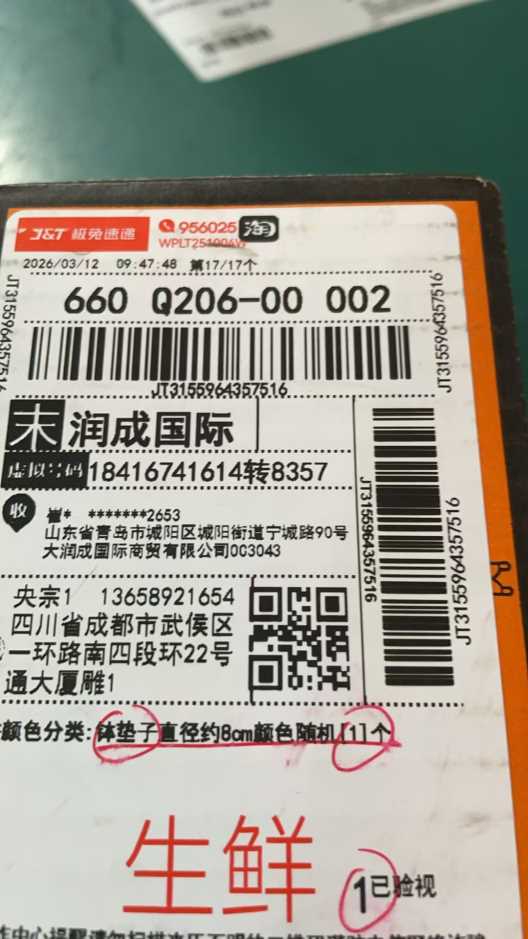 J&T 极兔速递 956025 淘
WPLT251006W
2026/03/12 09:47:48 第17/17个
660 Q206-00 002
JT3155964357516
JT3155964357516
JT3155964357516
末 润成国际
虚拟号码 18416741614转8357
收 崔* *******2653
山东省青岛市城阳区城阳街道宁城路90号
大润成国际商贸有限公司0C3043
JT3155964357516
JT3155964357516
央宗1 13658921654
四川省成都市武侯区
一环路南四段环22号
通大厦雕1
颜色分类:钵垫子直径约8cm颜色随机[1]个
生鲜
1已验视